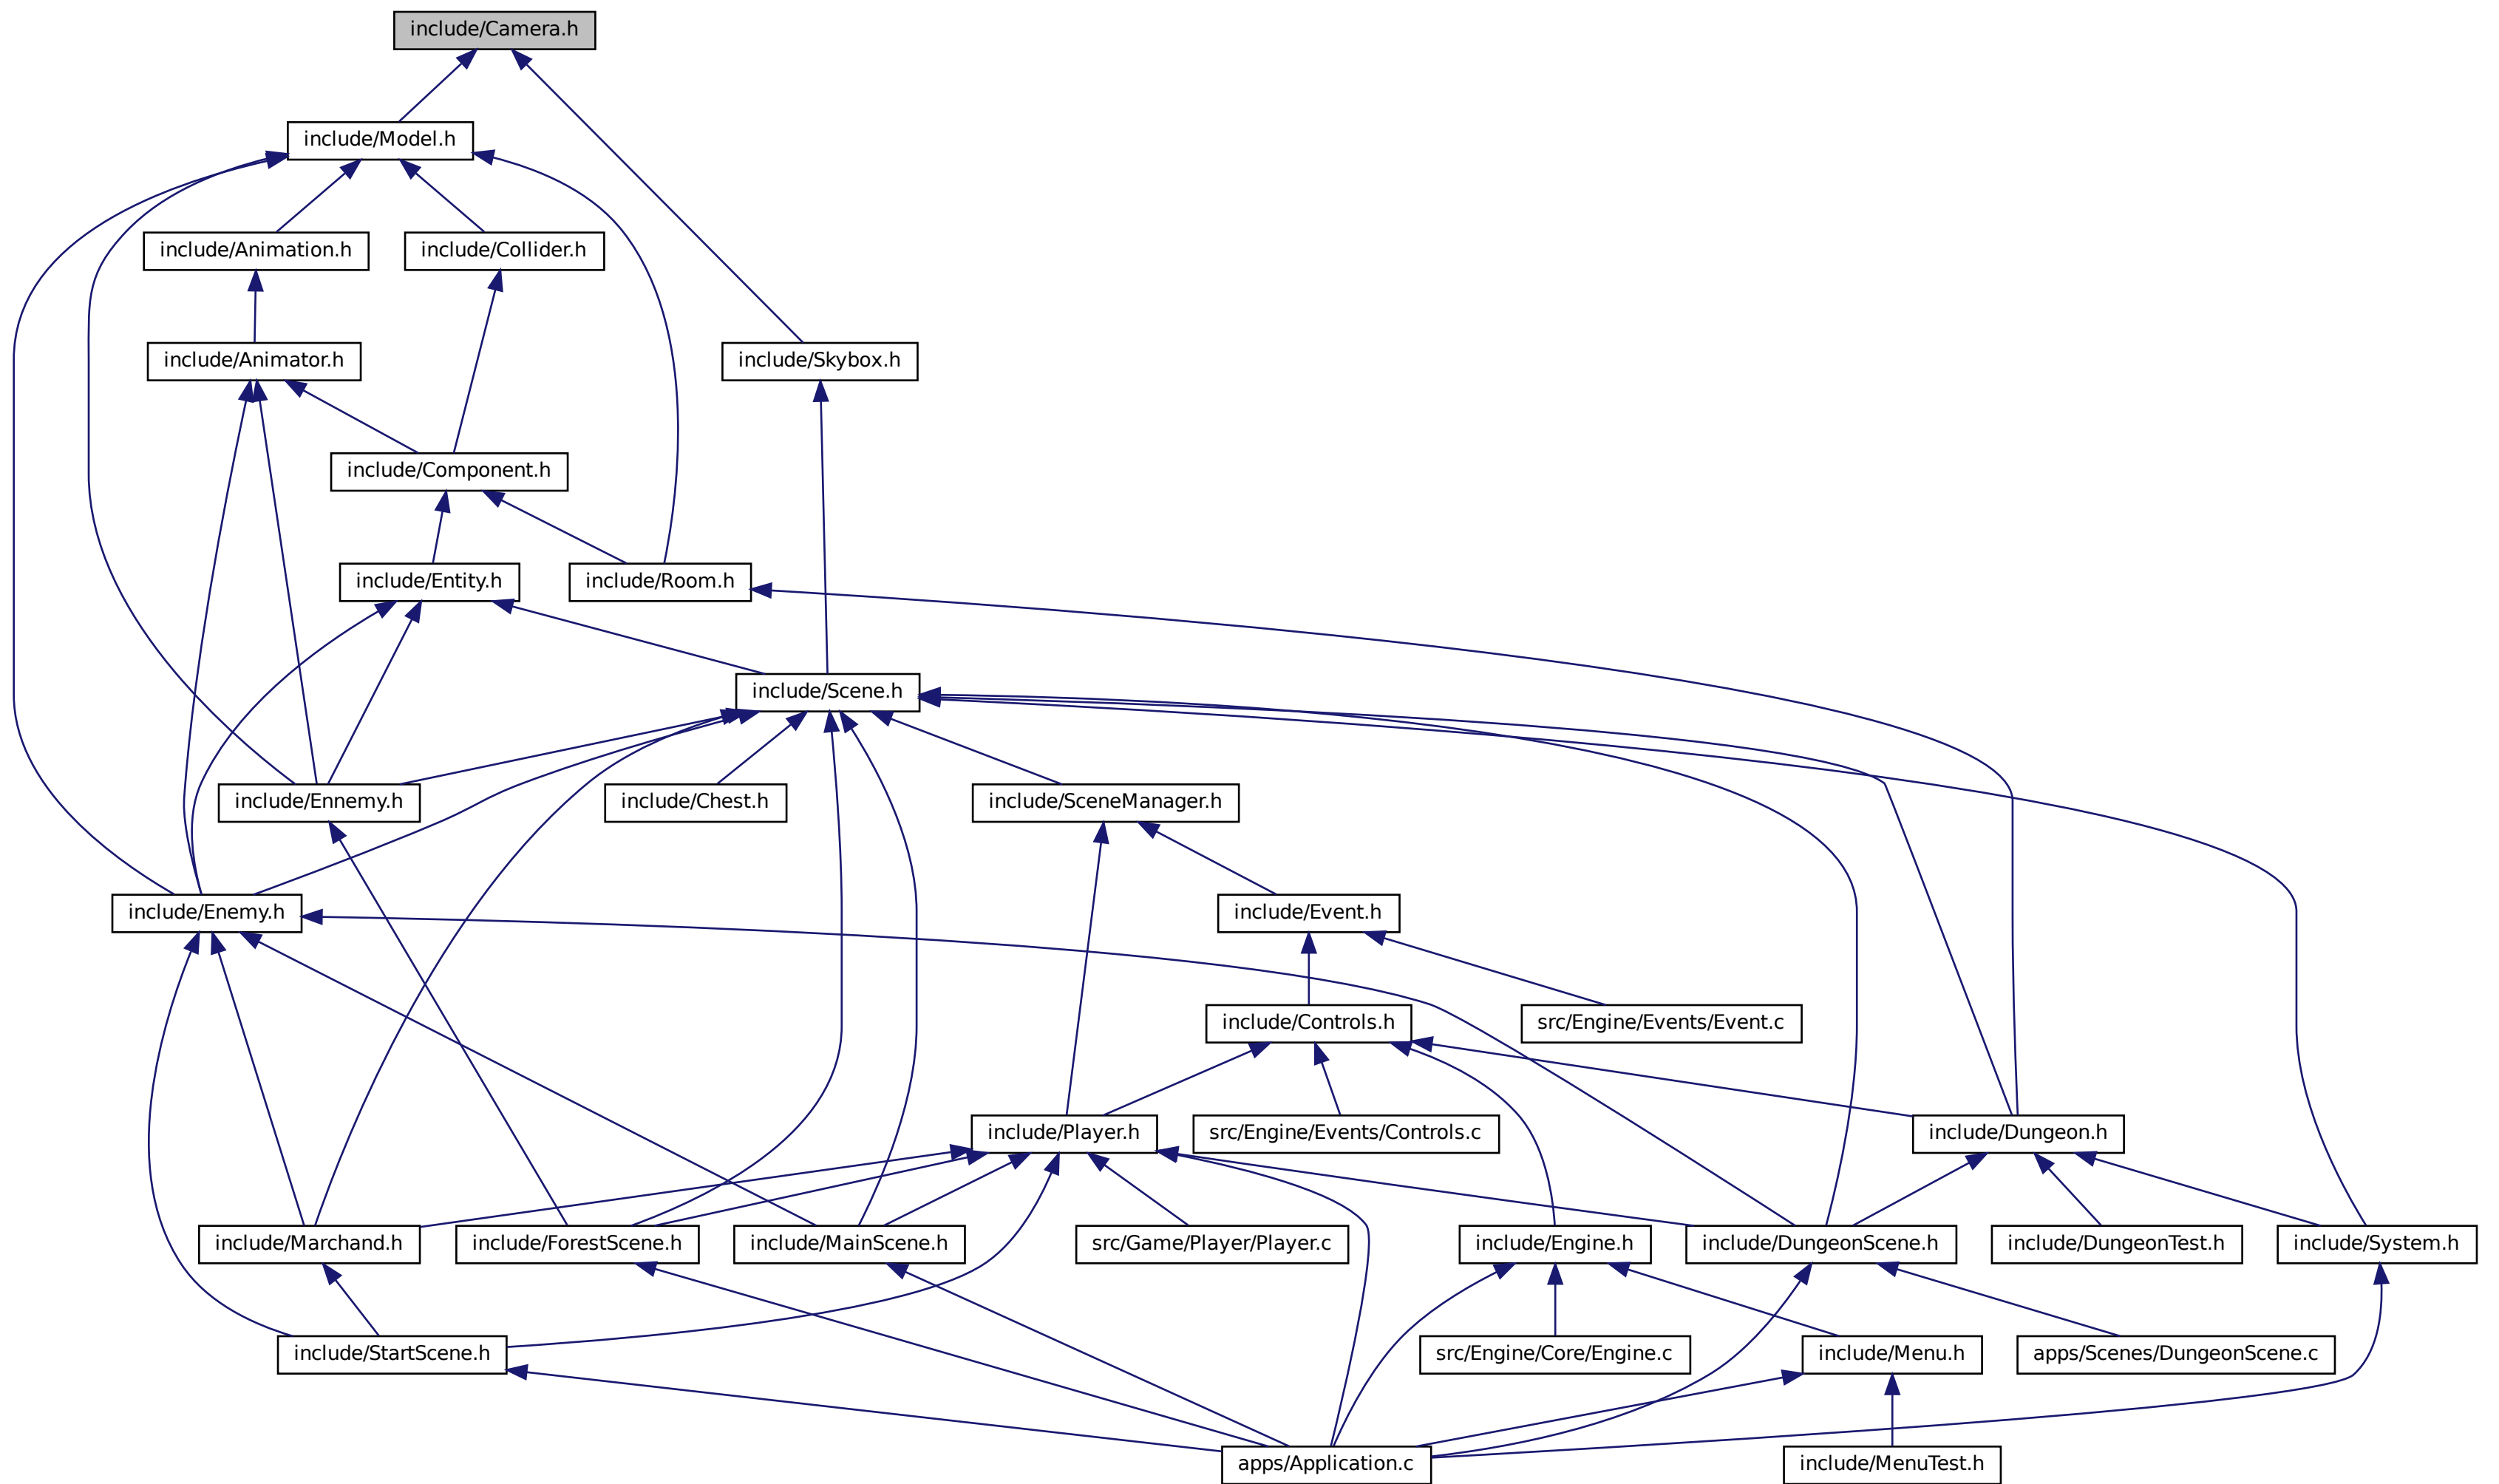 include/Camera.h
include/Model.h
include/Animation.h
include/Collider.h
include/Animator.h
include/Skybox.h
include/Component.h
include/Entity.h
include/Room.h
include/Scene.h
include/Ennemy.h
include/Chest.h
include/SceneManager.h
include/Enemy.h
include/Event.h
include/Controls.h
src/Engine/Events/Event.c
include/Player.h
src/Engine/Events/Controls.c
include/Dungeon.h
include/Marchand.h
include/ForestScene.h
include/MainScene.h
src/Game/Player/Player.c
include/Engine.h
include/DungeonScene.h
include/DungeonTest.h
include/System.h
include/StartScene.h
src/Engine/Core/Engine.c
include/Menu.h
apps/Scenes/DungeonScene.c
apps/Application.c
include/MenuTest.h